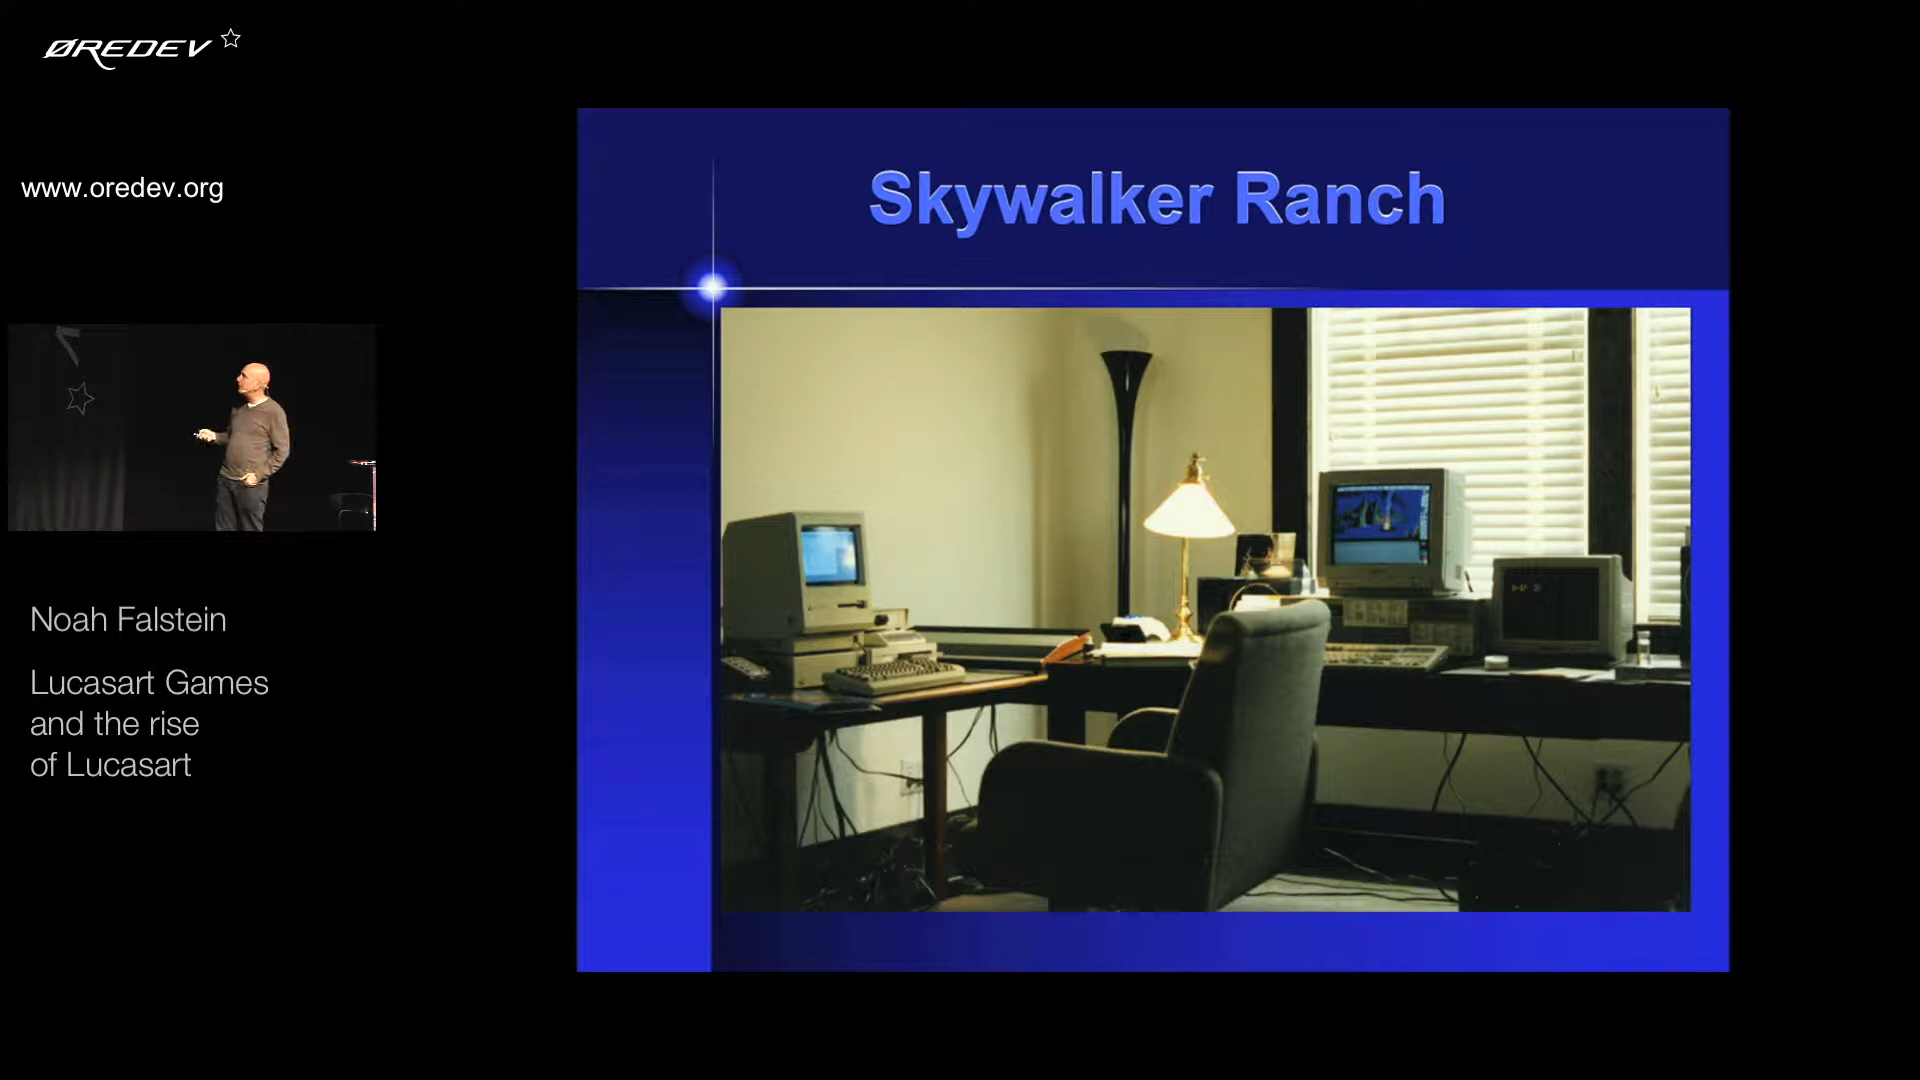 ØREDEV
www.oredev.org
Skywalker Ranch
Noah Falstein
Lucasart Games
and the rise
of Lucasart